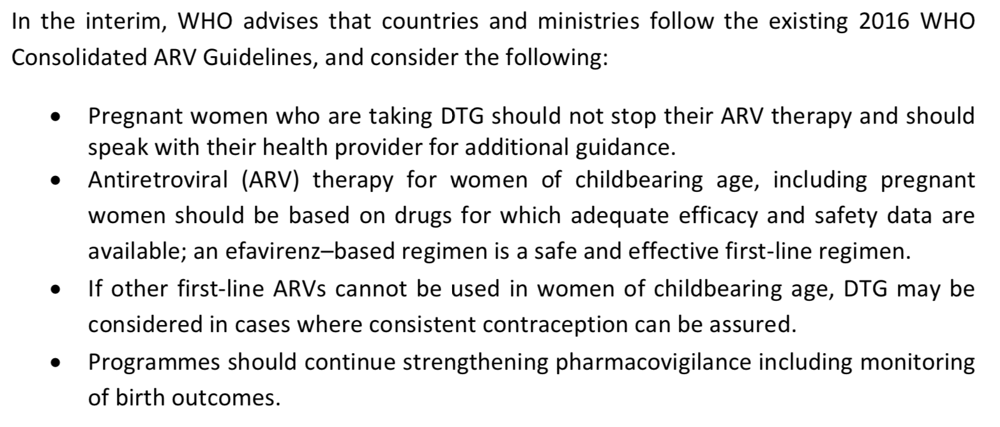 In the interim, WHO advises that countries and ministries follow the existing 2016 WHO
Consolidated ARV Guidelines, and consider the following:
• Pregnant women who are taking DTG should not stop their ARV therapy and should
speak with their health provider for additional guidance.
• Antiretroviral (ARV) therapy for women of childbearing age, including pregnant
women should be based on drugs for which adequate efficacy and safety data are
available; an efavirenz–based regimen is a safe and effective first-line regimen.
• If other first-line ARVs cannot be used in women of childbearing age, DTG may be
considered in cases where consistent contraception can be assured.
• Programmes should continue strengthening pharmacovigilance including monitoring
of birth outcomes.